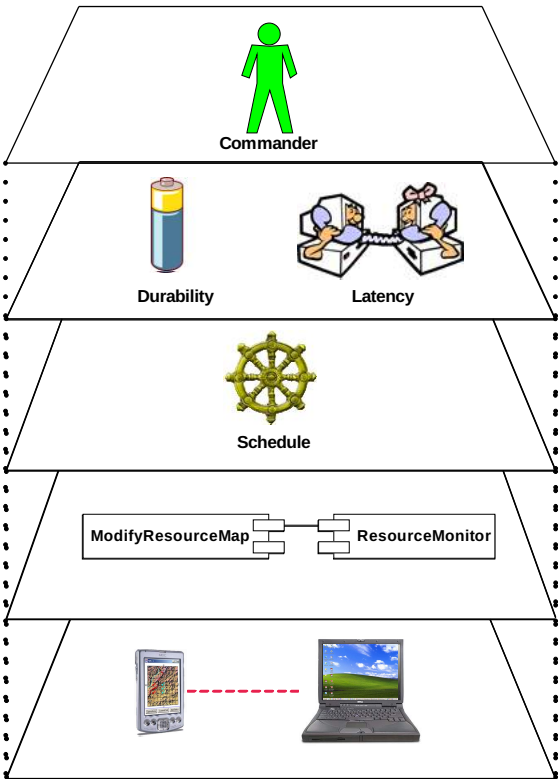 Commander
Durability
Latency
Schedule
ModifyResourceMap
ResourceMonitor